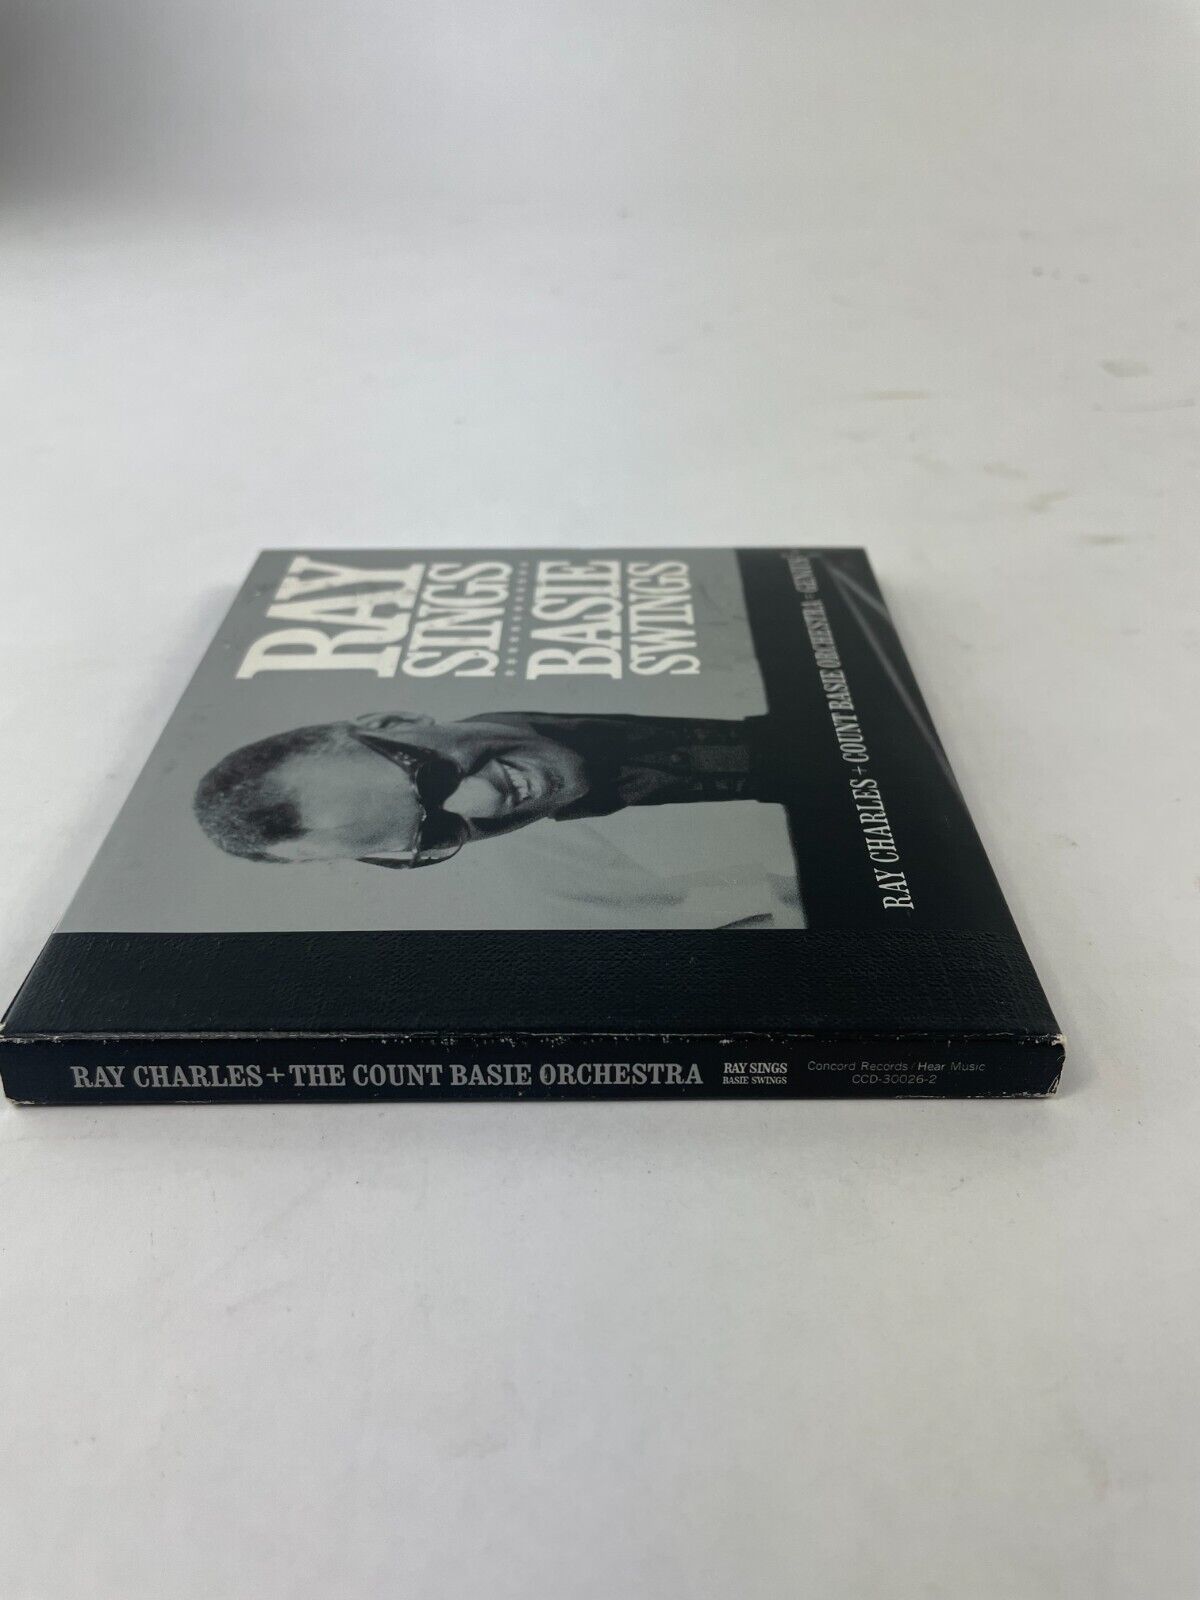 RAY
SINGS
BASIE
SWINGS
RAY CHARLES + COUNT BASIE ORCHESTRA = GENIUS²
RAY CHARLES + THE COUNT BASIE ORCHESTRA
RAY SINGS
BASIE SWINGS
Concord Records / Hear Music
CCD-30026-2